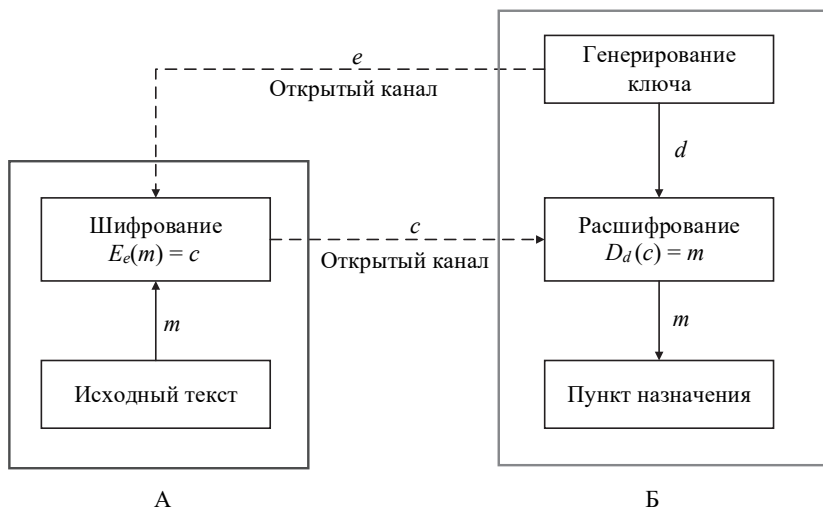 e
Открытый канал
Генерирование
ключа
d
Шифрование
Eₑ(m) = c
c
Открытый канал
Расшифрование
D_d (c) = m
m
m
Исходный текст
Пункт назначения
А
Б